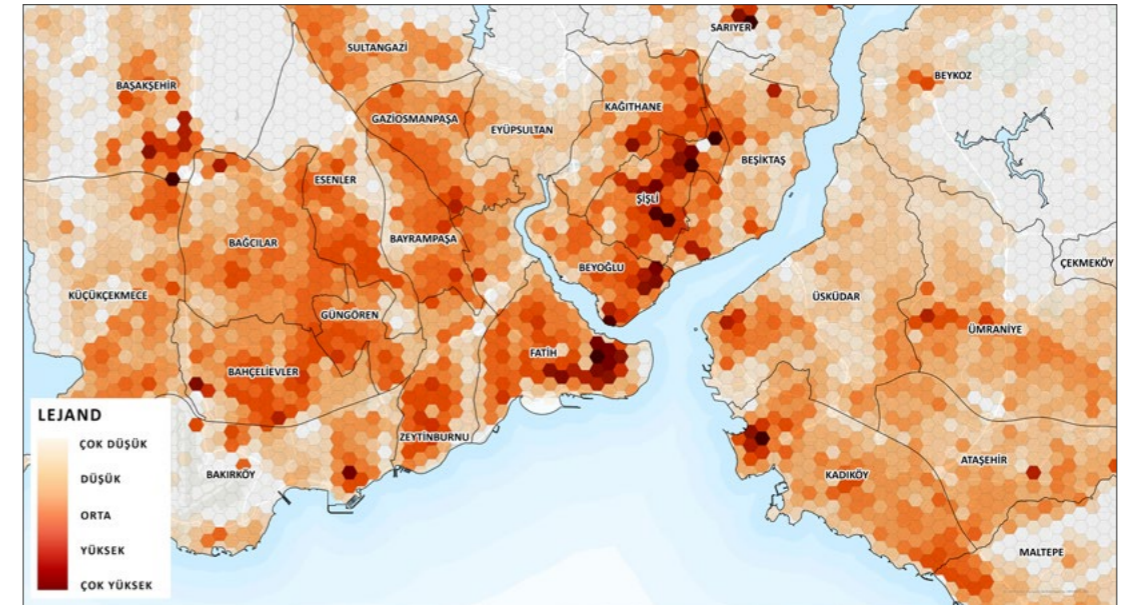 SARIYER
SULTANGAZİ
BEYKOZ
BAŞAKŞEHİR
KAĞITHANE
GAZİOSMANPAŞA
EYÜPSULTAN
BEŞİKTAŞ
ESENLER
ŞİŞLİ
BAYRAMPAŞA
BAĞCILAR
ÇEKMEKÖY
BEYOĞLU
KÜÇÜKÇEKMECE
ÜSKÜDAR
GÜNGÖREN
ÜMRANİYE
FATİH
BAHÇELİEVLER
ZEYTİNBURNU
ATAŞEHİR
BAKIRKÖY
KADIKÖY
MALTEPE
LEJAND
ÇOK DÜŞÜK
DÜŞÜK
ORTA
YÜKSEK
ÇOK YÜKSEK